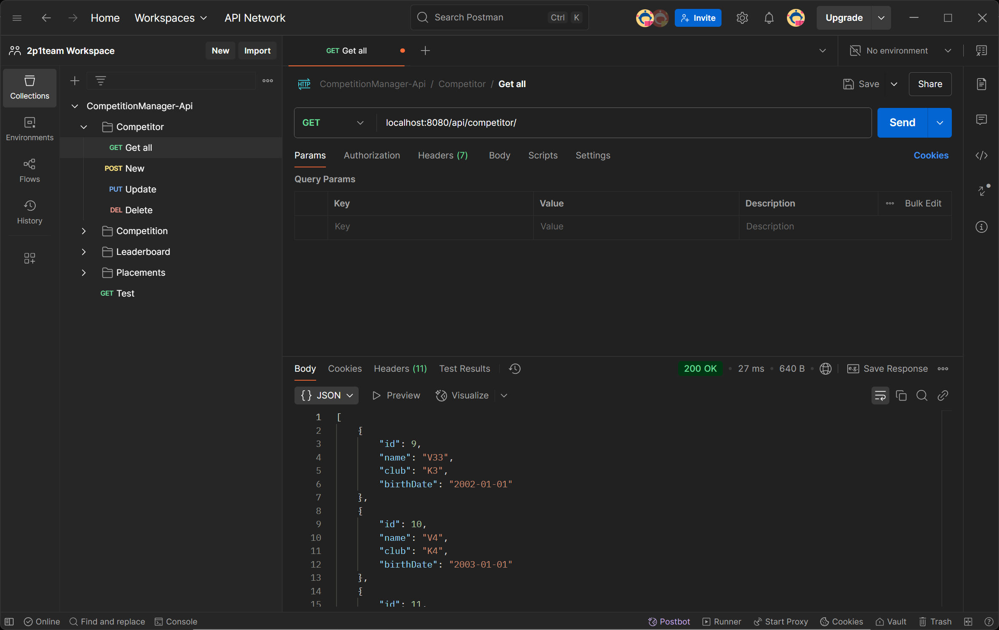 Home Workspaces API Network Search Postman Ctrl K Invite Upgrade
2p1team Workspace New Import GET Get all No environment
Collections
Environments
Flows
History
CompetitionManager-Api
Competitor
GET Get all
POST New
PUT Update
DEL Delete
Competition
Leaderboard
Placements
GET Test
HTTP CompetitionManager-Api / Competitor / Get all Save Share
GET localhost:8080/api/competitor/ Send
Params Authorization Headers (7) Body Scripts Settings Cookies
Query Params
Key Value Description Bulk Edit
Key Value Description
Body Cookies Headers (11) Test Results 200 OK 27 ms 640 B e.g. Save Response
{} JSON Preview Visualize
1 [
2 {
3 "id": 9,
4 "name": "V33",
5 "club": "K3",
6 "birthDate": "2002-01-01"
7 },
8 {
9 "id": 10,
10 "name": "V4",
11 "club": "K4",
12 "birthDate": "2003-01-01"
13 },
14 {
15 "id": 11,
Online Find and replace Console Postbot Runner Start Proxy Cookies Vault Trash